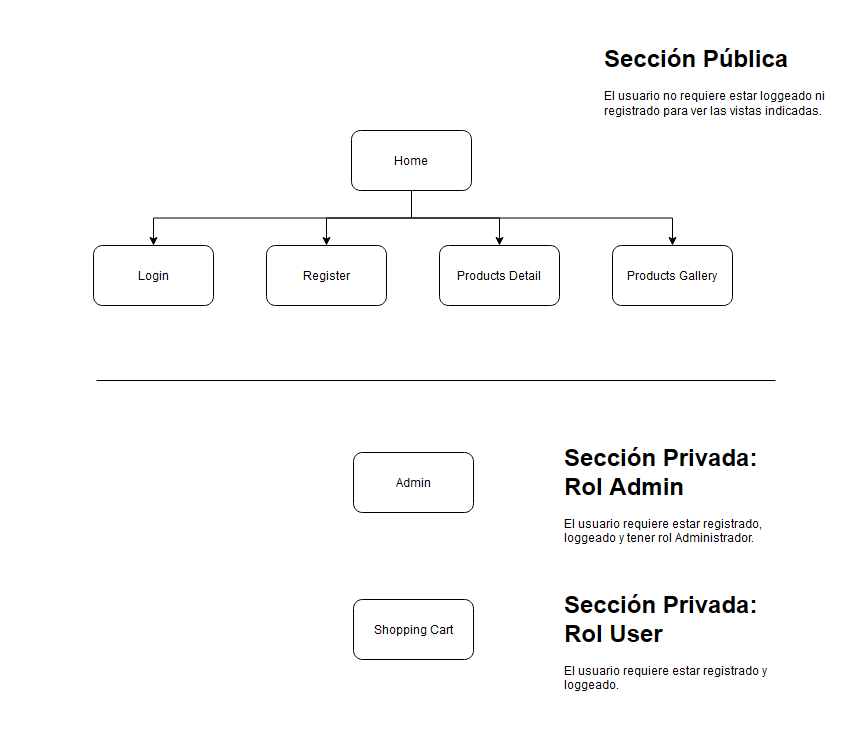 Sección Pública
El usuario no requiere estar loggeado ni
registrado para ver las vistas indicadas.
Home
Login
Register
Products Detail
Products Gallery
Admin
Sección Privada:
Rol Admin
El usuario requiere estar registrado,
loggeado y tener rol Administrador.
Shopping Cart
Sección Privada:
Rol User
El usuario requiere estar registrado y
loggeado.